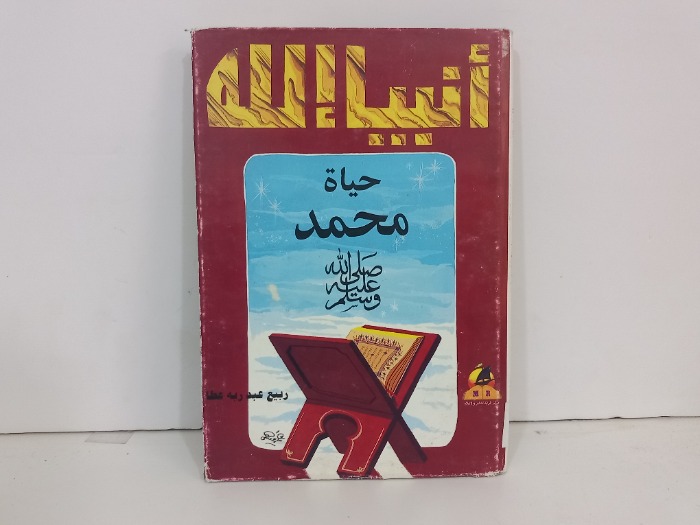 أنبياء الله
حياة
محمد
صلى الله
عليه
وسلم
ربيع عبد ربه عطا